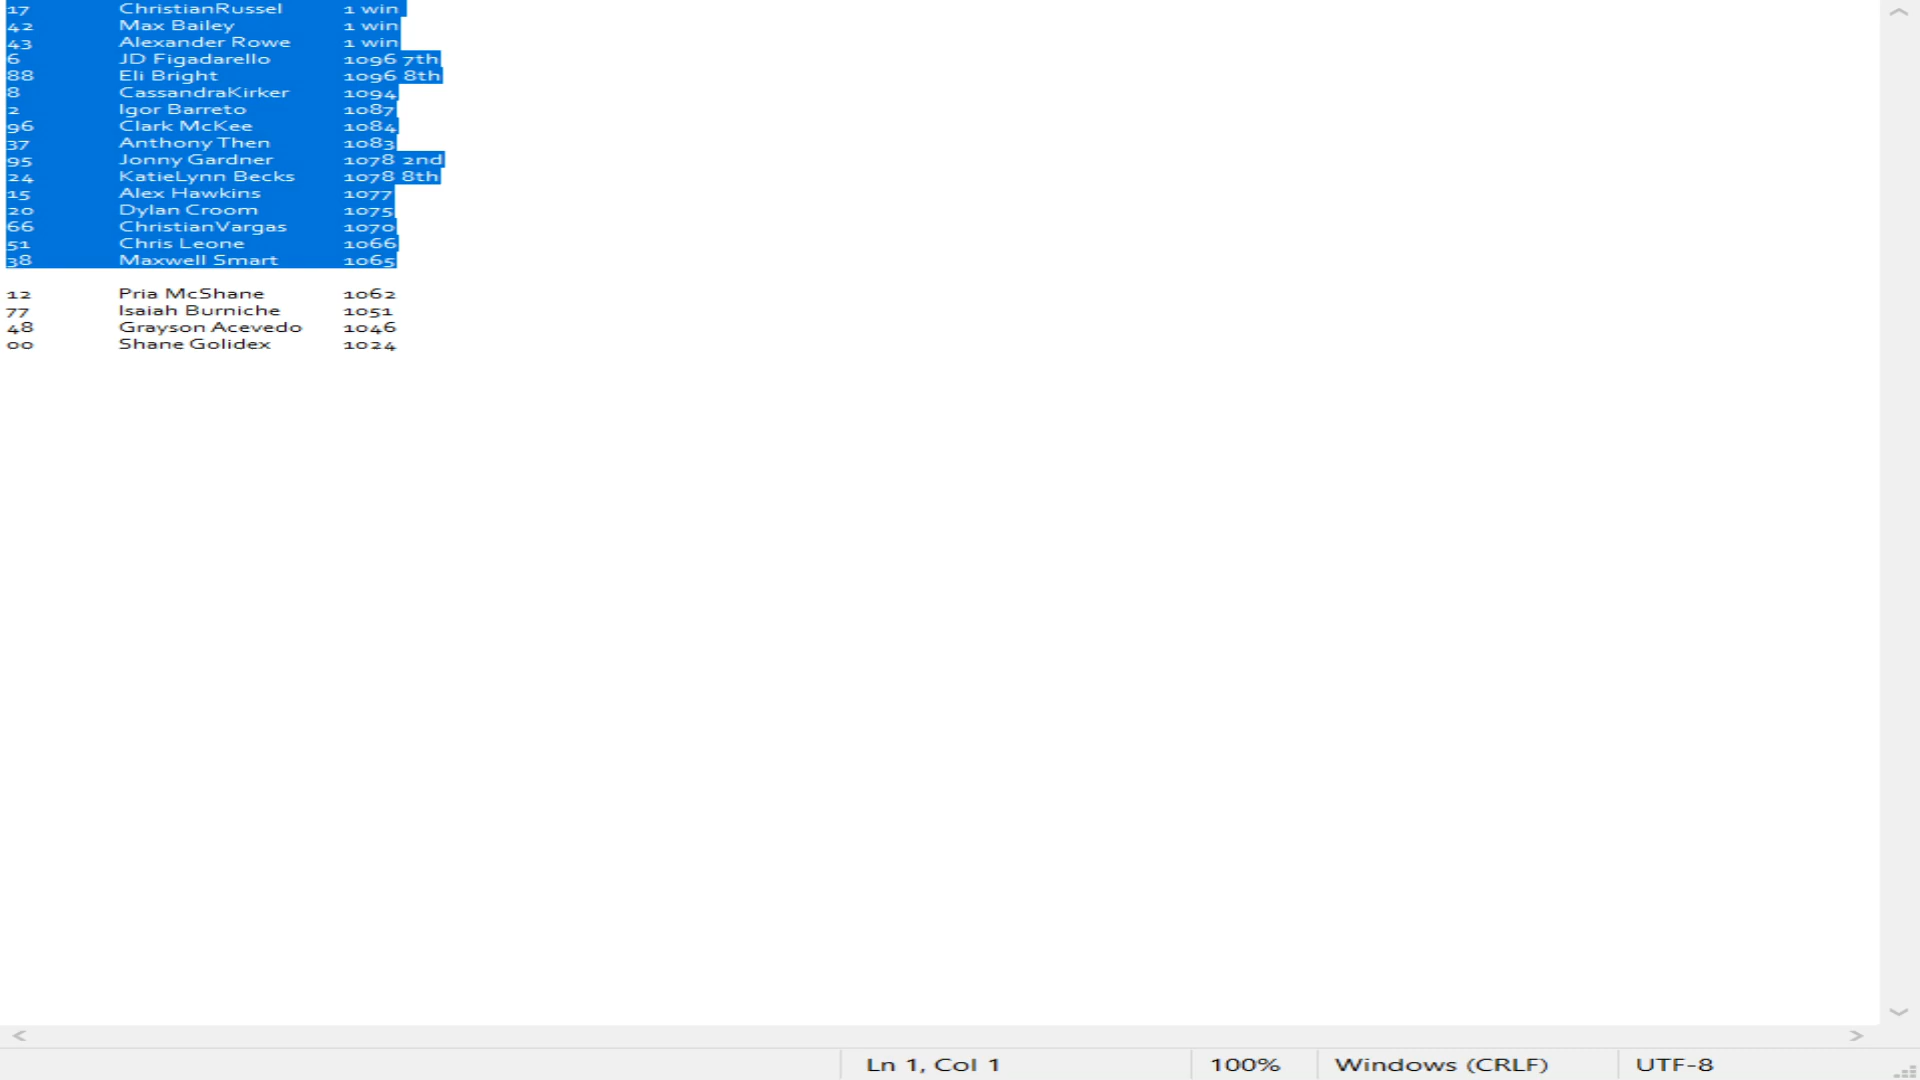 17 ChristianRussel 1 win
42 Max Bailey 1 win
43 Alexander Rowe 1 win
6 JD Figadarello 1096 7th
88 Eli Bright 1096 8th
8 CassandraKirker 1094
2 Igor Barreto 1087
96 Clark McKee 1084
37 Anthony Then 1083
95 Jonny Gardner 1078 2nd
24 KatieLynn Becks 1078 8th
15 Alex Hawkins 1077
20 Dylan Croom 1075
66 ChristianVargas 1070
51 Chris Leone 1066
38 Maxwell Smart 1065
12 Pria McShane 1062
77 Isaiah Burniche 1051
48 Grayson Acevedo 1046
00 Shane Golidex 1024
Ln 1, Col 1 100% Windows (CRLF) UTF-8